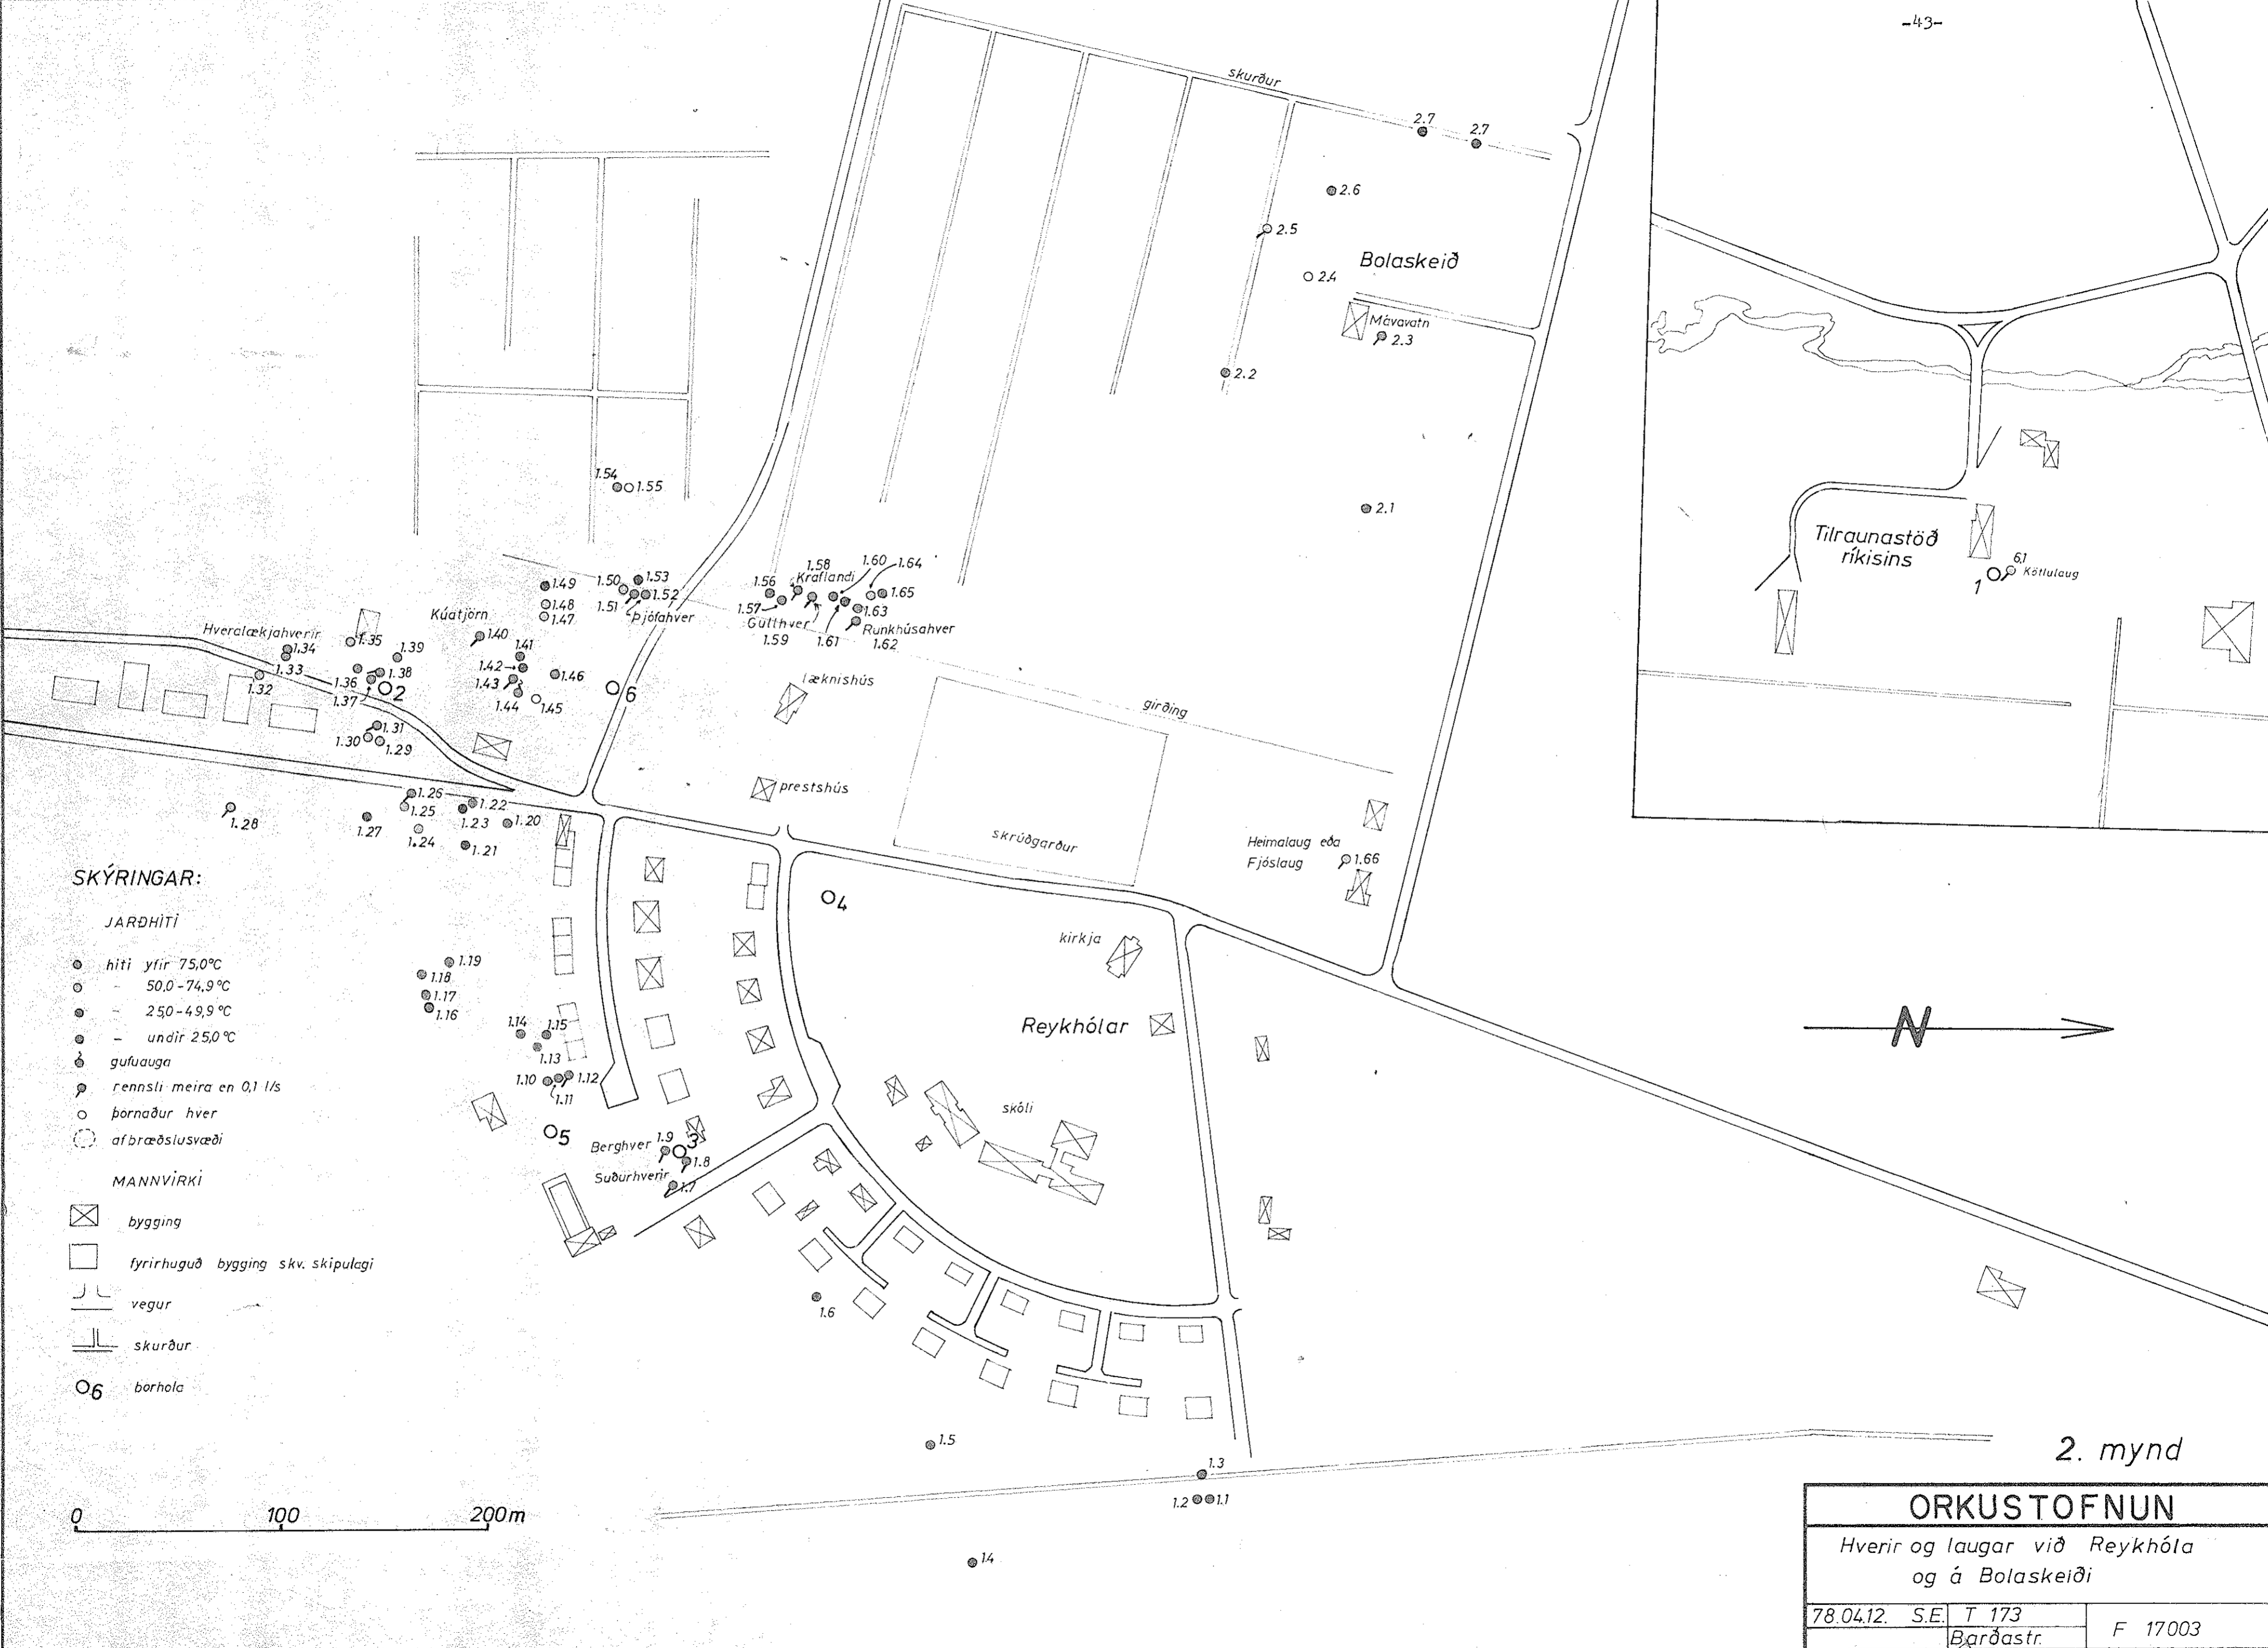 -43-
skurður
2.7
2.7
2.6
2.5
Bolaskeið
2.4
Mávavatn
2.3
2.2
2.1
1.54
1.55
Tilraunastöð
ríkisins
6.1
1
Kötlulaug
1.49
1.50
1.53
1.48
1.51
1.52
1.47
Þjófahver
1.56
1.58
1.60
1.64
Kraflandi
1.65
1.57
1.63
Gullhver
Runkhúsahver
1.59
1.61
1.62
Hveralækjahverir
Kúatjörn
1.40
1.35
1.34
1.39
1.41
1.33
1.38
1.42
1.46
1.32
1.36
1.43
1.37
2
1.44
1.45
6
læknishús
girðing
1.31
1.30
1.29
prestshús
skrúðgarður
1.26
1.25
1.22
1.28
1.27
1.23
1.20
1.24
1.21
Heimalaug eða
Fjóslaug
1.66
4
kirkja
Reykhólar
skóli
1.19
1.18
1.17
1.16
1.14
1.15
1.13
1.10
1.12
1.11
5
Berghver
1.9
3
1.8
Suðurhverir
1.7
1.6
1.5
1.3
1.2
1.1
1.4
N
SKÝRINGAR:
JARÐHITI
hiti yfir 75,0°C
" 50,0-74,9°C
" 25,0-49,9°C
" undir 25,0°C
gufuauga
rennsli meira en 0,1 l/s
þornaður hver
afbræðslusvæði
MANNVIRKI
bygging
fyrirhuguð bygging skv. skipulagi
vegur
skurður
6 borhola
0 100 200m
2. mynd
ORKUSTOFNUN
Hverir og laugar við Reykhóla
og á Bolaskeiði
78.04.12. S.E. T 173
Barðastr.
F 17003